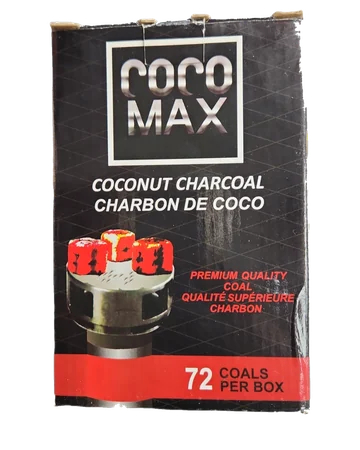 COCO
MAX
COCONUT CHARCOAL
CHARBON DE COCO
PREMIUM QUALITY
COAL
QUALITÉ SUPÉRIEURE
CHARBON
72 COALS
PER BOX